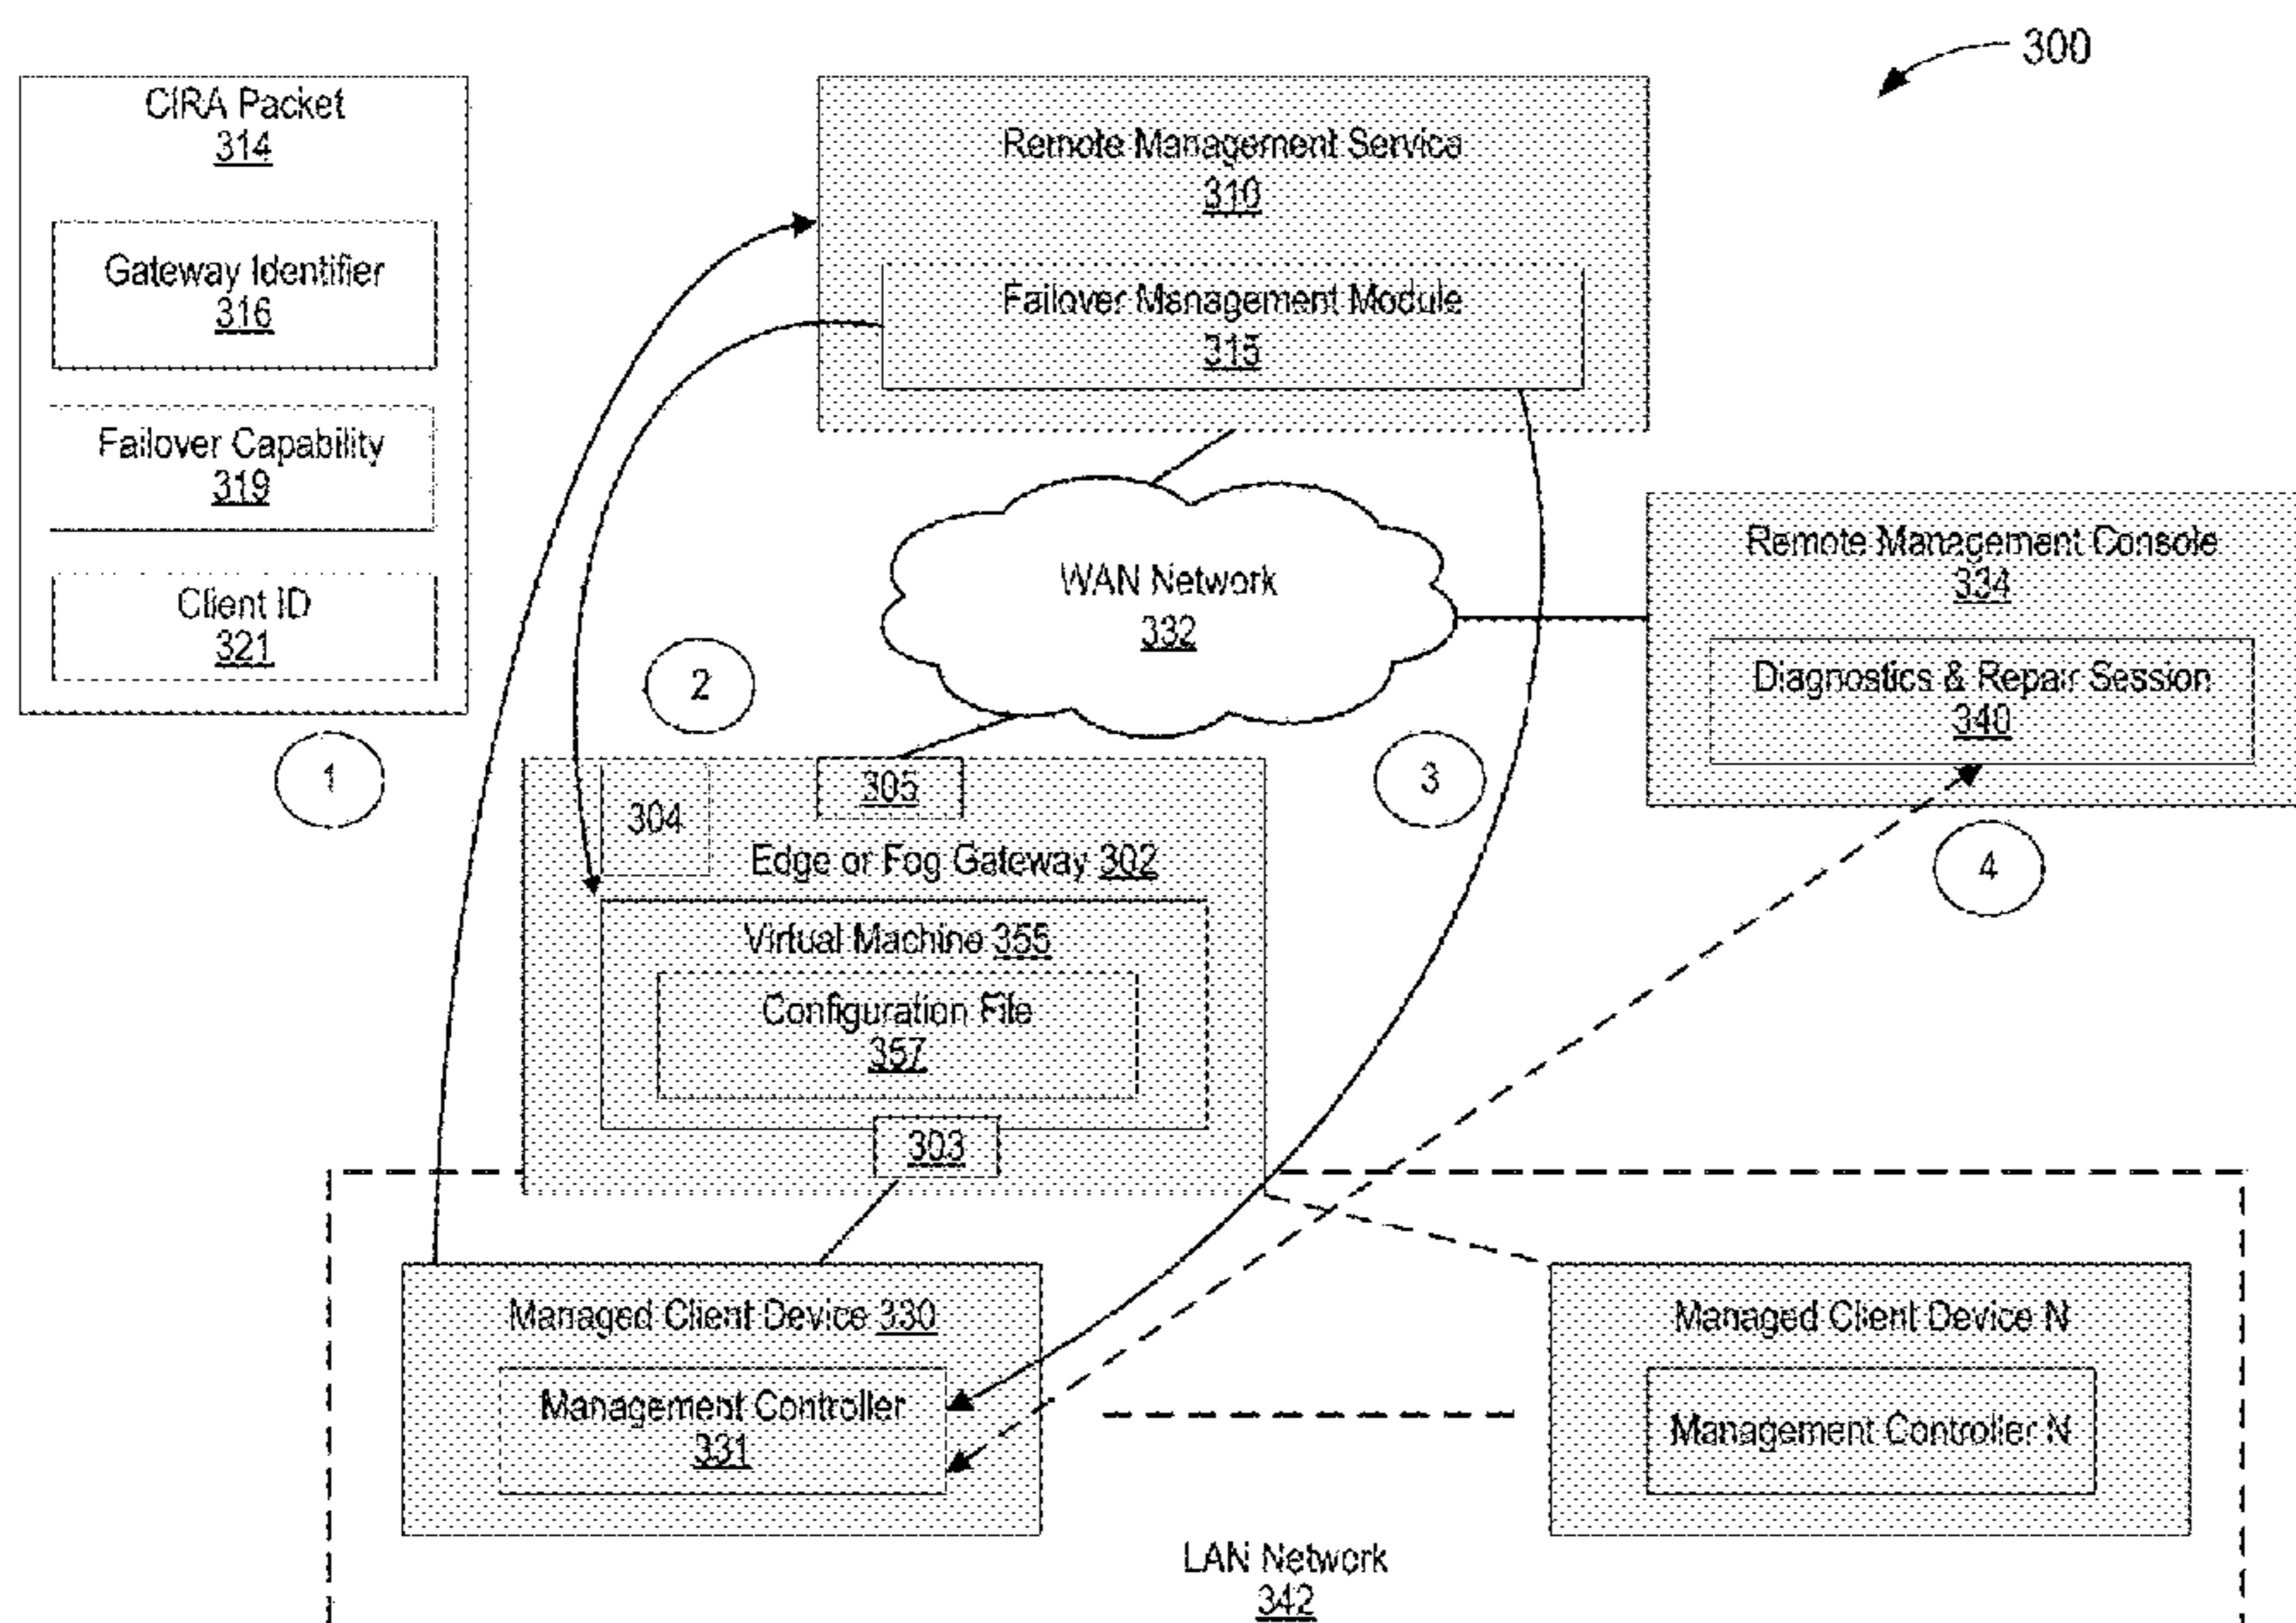 300
CIRA Packet
314
Gateway Identifier
316
Failover Capability
319
Client ID
321
1
Remote Management Service
310
Failover Management Module
315
WAN Network
332
Remote Management Console
334
Diagnostics & Repair Session
340
2
3
4
304
305
Edge or Fog Gateway 302
Virtual Machine 355
Configuration File
357
303
Managed Client Device 330
Management Controller
331
Managed Client Device N
Management Controller N
LAN Network
342